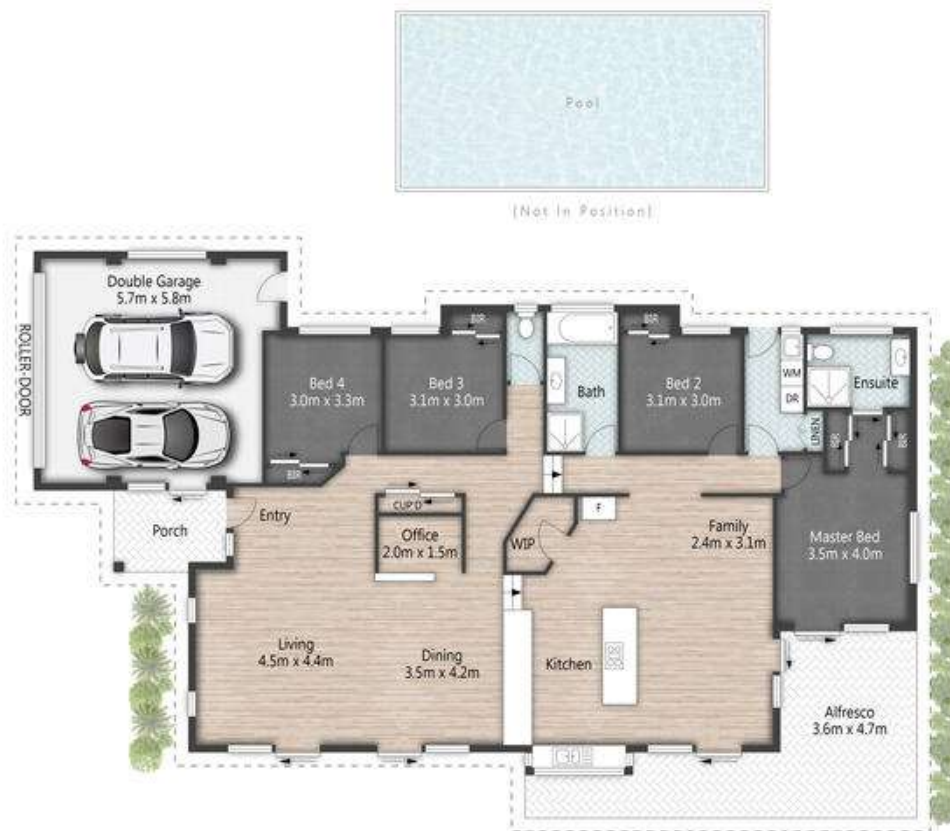 Pool
(Not In Position)
Double Garage
5.7m x 5.8m
ROLLER-DOOR
Bed 4
3.0m x 3.3m
BIR
Bed 3
3.1m x 3.0m
BIR
Bath
BIR
Bed 2
3.1m x 3.0m
WM
DR
LINEN
Ensuite
BIR
BIR
Porch
Entry
CUP'D
Office
2.0m x 1.5m
WIP
F
Family
2.4m x 3.1m
Master Bed
3.5m x 4.0m
Living
4.5m x 4.4m
Dining
3.5m x 4.2m
Kitchen
Alfresco
3.6m x 4.7m